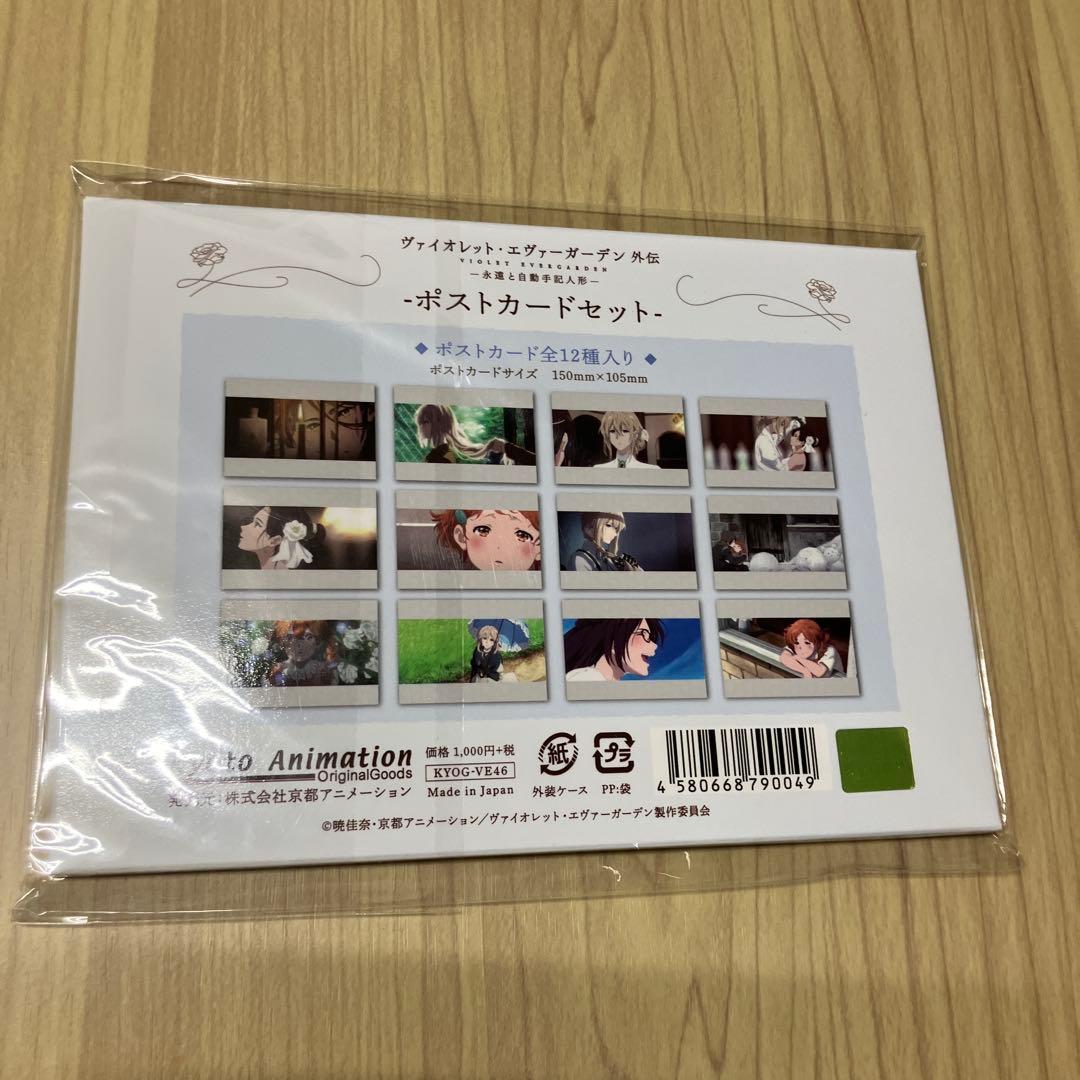 ヴァイオレット・エヴァーガーデン 外伝
VIOLET EVERGARDEN
―永遠と自動手記人形―
-ポストカードセット-
◆ ポストカード全12種入り ◆
ポストカードサイズ 150mm×105mm
Animation
OriginalGoods
:株式会社京都アニメーション
価格 1,000円+税
KYOG-VE46
Made in Japan
紙
外装ケース
プラ
PP:袋
4 580668 790049
©暁佳奈・京都アニメーション/ヴァイオレット・エヴァーガーデン製作委員会